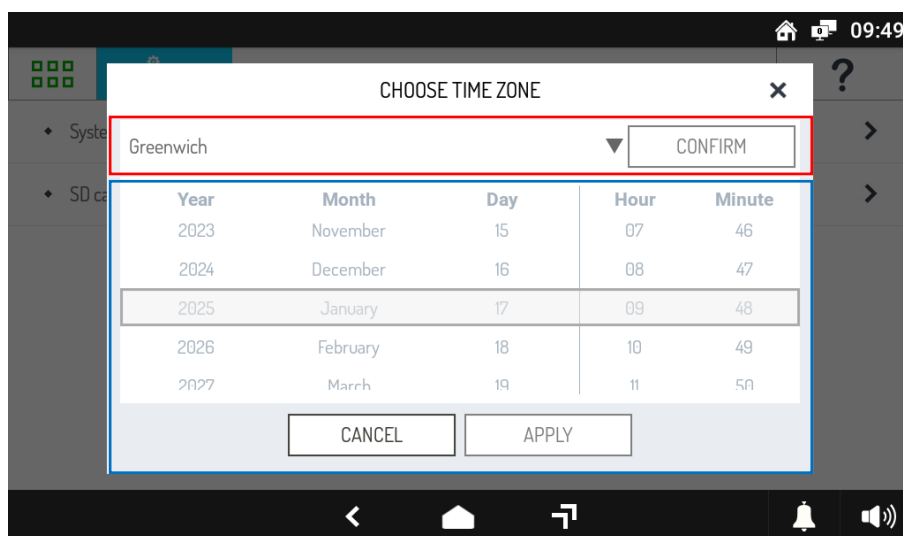 09:49
?
CHOOSE TIME ZONE
Greenwich CONFIRM
Year Month Day Hour Minute
2023 November 15 07 46
2024 December 16 08 47
2025 January 17 09 48
2026 February 18 10 49
2027 March 19 11 50
CANCEL APPLY